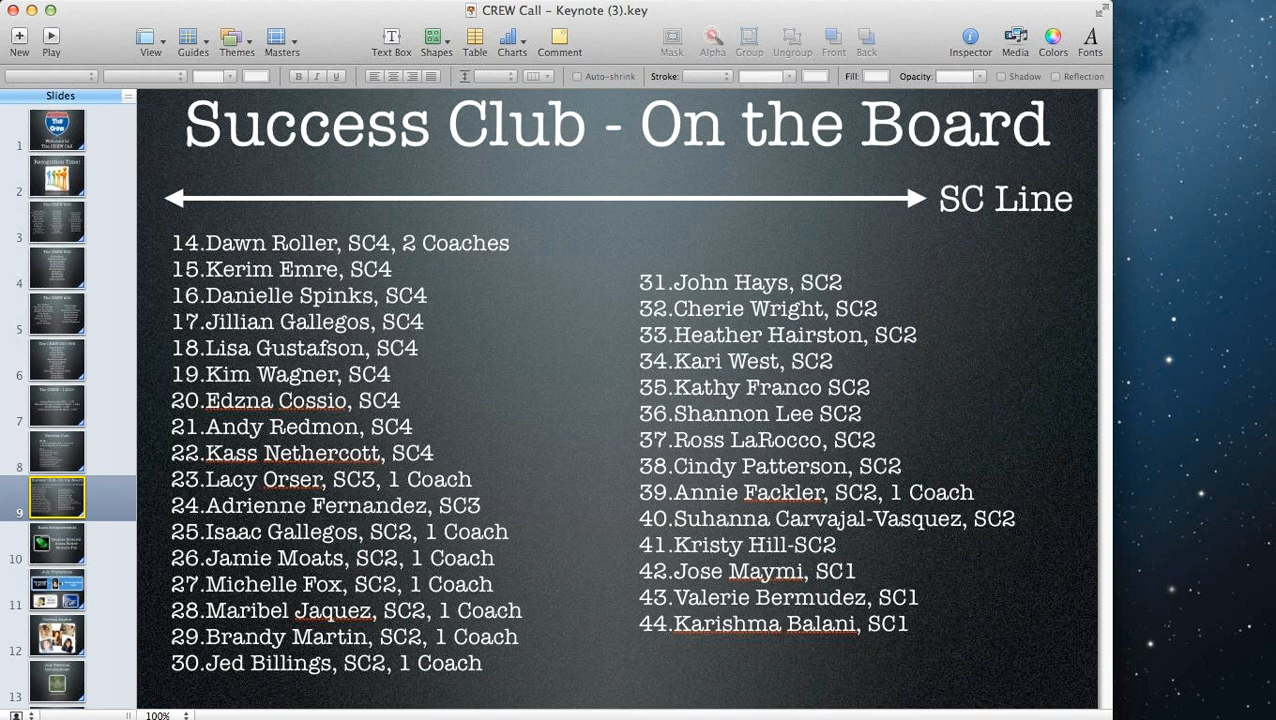 CREW Call – Keynote (3).key
New
Play
View
Guides
Themes
Masters
Text Box
Shapes
Table
Charts
Comment
Mask
Alpha
Group
Ungroup
Front
Back
Inspector
Media
Colors
Fonts
B I U
Auto-shrink
Stroke:
Fill:
Opacity:
Shadow
Reflection
Slides
1
2
3
4
5
6
7
8
9
10
11
12
13
Success Club - On the Board
SC Line
14.Dawn Roller, SC4, 2 Coaches
15.Kerim Emre, SC4
16.Danielle Spinks, SC4
17.Jillian Gallegos, SC4
18.Lisa Gustafson, SC4
19.Kim Wagner, SC4
20.Edzna Cossio, SC4
21.Andy Redmon, SC4
22.Kass Nethercott, SC4
23.Lacy Orser, SC3, 1 Coach
24.Adrienne Fernandez, SC3
25.Isaac Gallegos, SC2, 1 Coach
26.Jamie Moats, SC2, 1 Coach
27.Michelle Fox, SC2, 1 Coach
28.Maribel Jaquez, SC2, 1 Coach
29.Brandy Martin, SC2, 1 Coach
30.Jed Billings, SC2, 1 Coach
31.John Hays, SC2
32.Cherie Wright, SC2
33.Heather Hairston, SC2
34.Kari West, SC2
35.Kathy Franco SC2
36.Shannon Lee SC2
37.Ross LaRocco, SC2
38.Cindy Patterson, SC2
39.Annie Fackler, SC2, 1 Coach
40.Suhanna Carvajal-Vasquez, SC2
41.Kristy Hill-SC2
42.Jose Maymi, SC1
43.Valerie Bermudez, SC1
44.Karishma Balani, SC1
100%